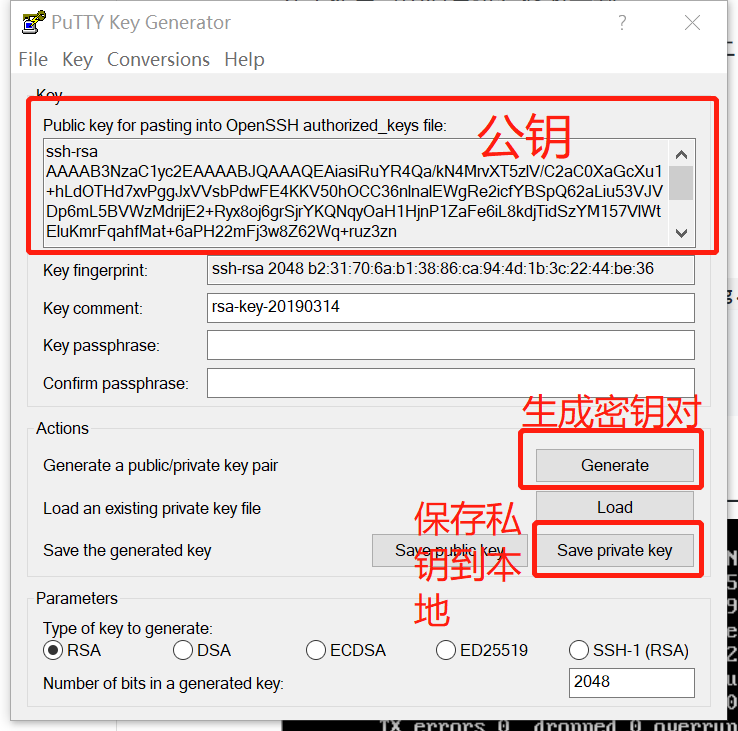 PuTTY Key Generator
?
File Key Conversions Help
Key
Public key for pasting into OpenSSH authorized_keys file:
公钥
ssh-rsa
AAAAB3NzaC1yc2EAAAABJQAAAQEAiasiRuYR4Qa/kN4MrvXT5zlV/C2aC0XaGcXu1
+hLdOTHd7xvPggJxVVsbPdwFE4KKV50hOCC36nlnalEWgRe2icfYBSpQ62aLiu53VJV
Dp6mL5BVWzMdrijE2+Ryx8oj6grSjrYKQNqyOaH1HjnP1ZaFe6iL8kdjTidSzYM157VlWt
EluKmrFqahfMat+6aPH22mFj3w8Z62Wq+ruz3zn
Key fingerprint:
ssh-rsa 2048 b2:31:70:6a:b1:38:86:ca:94:4d:1b:3c:22:44:be:36
Key comment:
rsa-key-20190314
Key passphrase:
Confirm passphrase:
生成密钥对
Actions
Generate a public/private key pair
Generate
Load an existing private key file
Load
保存私
钥到本
地
Save the generated key
Save public key
Save private key
Parameters
Type of key to generate:
RSA DSA ECDSA ED25519 SSH-1 (RSA)
Number of bits in a generated key:
2048
TX errors 0 dropped 0 overrun